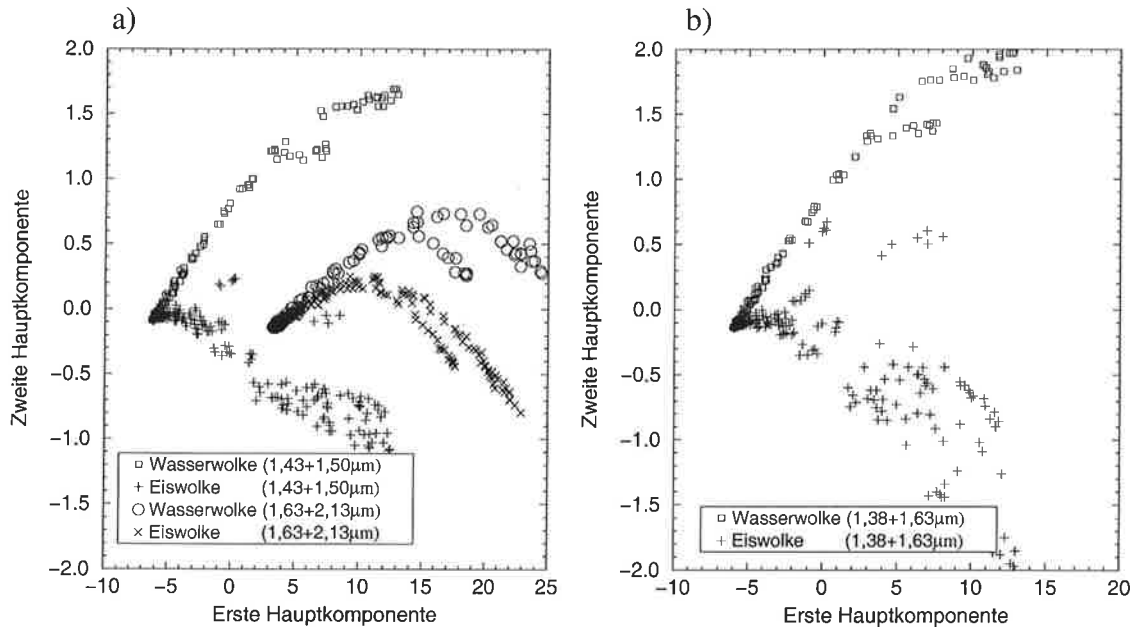 a)
2.0
1.5
1.0
0.5
0.0
−0.5
−1.0
−1.5
−2.0
Zweite Hauptkomponente
Wasserwolke (1,43+1,50µm)
Eiswolke (1,43+1,50µm)
Wasserwolke (1,63+2,13µm)
Eiswolke (1,63+2,13µm)
−10 −5 0 5 10 15 20 25
Erste Hauptkomponente
b)
2.0
1.5
1.0
0.5
0.0
−0.5
−1.0
−1.5
−2.0
Zweite Hauptkomponente
Wasserwolke (1,38+1,63µm)
Eiswolke (1,38+1,63µm)
−10 −5 0 5 10 15 20
Erste Hauptkomponente